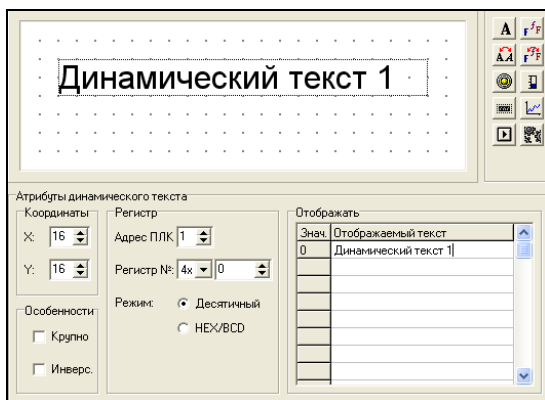 Динамический текст 1
Атрибуты динамического текста
Координаты
X: 16
Y: 16
Особенности
Крупно
Инверс.
Регистр
Адрес ПЛК 1
Регистр №: 4x 0
Режим: Десятичный
HEX/BCD
Отображать
Знач. Отображаемый текст
0 Динамический текст 1